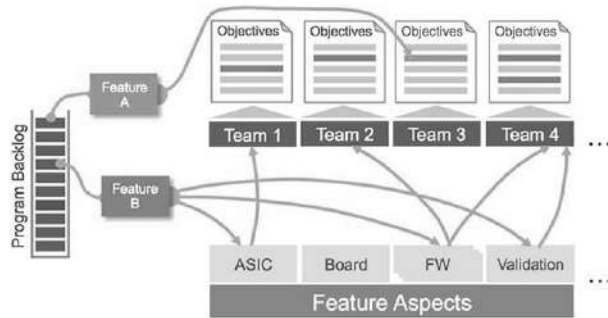 Objectives
Objectives
Objectives
Objectives
Feature
A
Team 1
Team 2
Team 3
Team 4
...
Program Backlog
Feature
B
ASIC
Board
FW
Validation
...
Feature Aspects